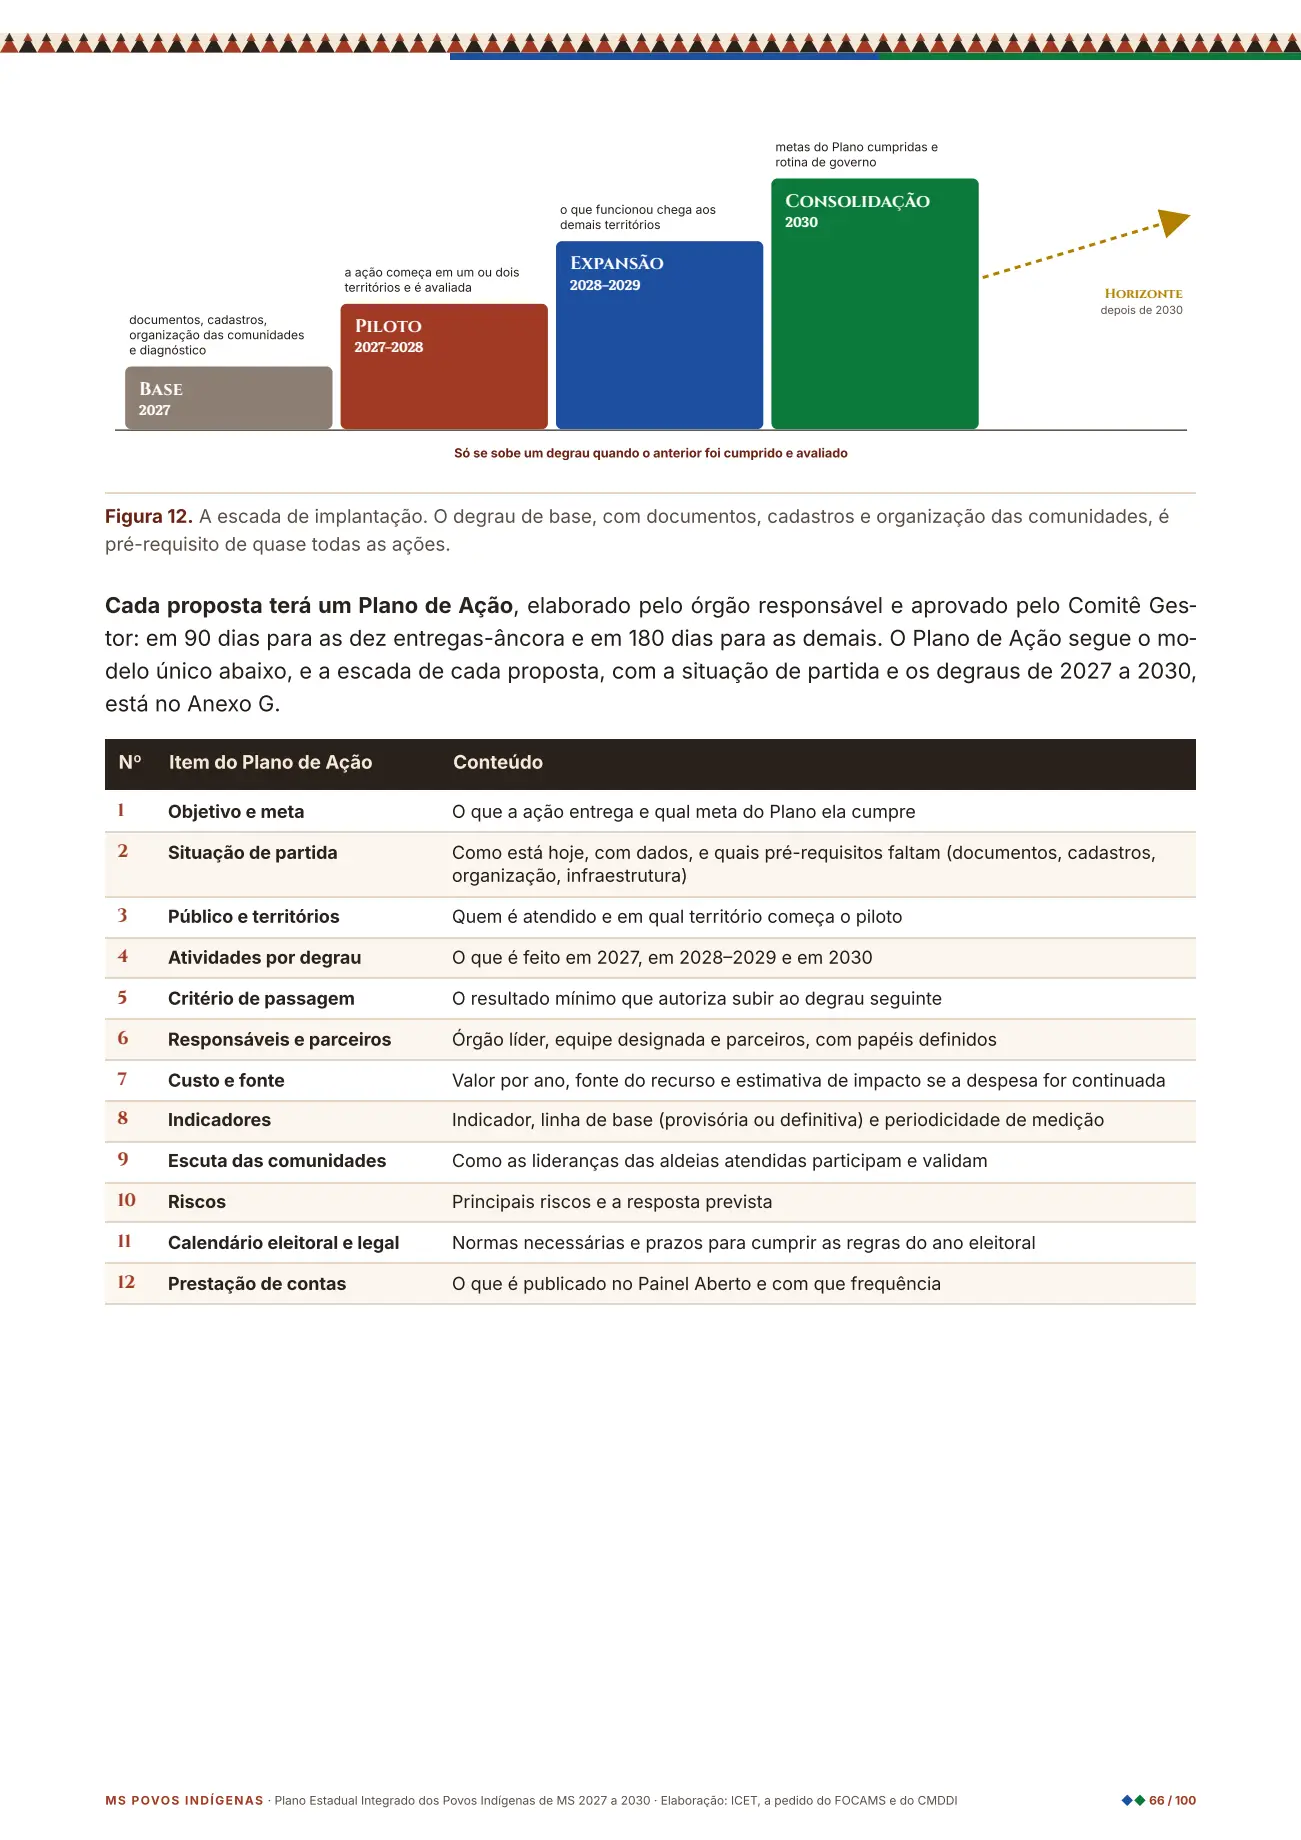 metas do Plano cumpridas e
rotina de governo
Consolidação
2030
o que funcionou chega aos
demais territórios
Expansão
2028–2029
a ação começa em um ou dois
territórios e é avaliada
Piloto
2027–2028
documentos, cadastros,
organização das comunidades
e diagnóstico
Base
2027
Horizonte
depois de 2030
Só se sobe um degrau quando o anterior foi cumprido e avaliado
Figura 12. A escada de implantação. O degrau de base, com documentos, cadastros e organização das comunidades, é
pré-requisito de quase todas as ações.
Cada proposta terá um Plano de Ação, elaborado pelo órgão responsável e aprovado pelo Comitê Ges-
tor: em 90 dias para as dez entregas-âncora e em 180 dias para as demais. O Plano de Ação segue o mo-
delo único abaixo, e a escada de cada proposta, com a situação de partida e os degraus de 2027 a 2030,
está no Anexo G.
Nº Item do Plano de Ação Conteúdo
1 Objetivo e meta O que a ação entrega e qual meta do Plano ela cumpre
2 Situação de partida Como está hoje, com dados, e quais pré-requisitos faltam (documentos, cadastros,
organização, infraestrutura)
3 Público e territórios Quem é atendido e em qual território começa o piloto
4 Atividades por degrau O que é feito em 2027, em 2028–2029 e em 2030
5 Critério de passagem O resultado mínimo que autoriza subir ao degrau seguinte
6 Responsáveis e parceiros Órgão líder, equipe designada e parceiros, com papéis definidos
7 Custo e fonte Valor por ano, fonte do recurso e estimativa de impacto se a despesa for continuada
8 Indicadores Indicador, linha de base (provisória ou definitiva) e periodicidade de medição
9 Escuta das comunidades Como as lideranças das aldeias atendidas participam e validam
10 Riscos Principais riscos e a resposta prevista
11 Calendário eleitoral e legal Normas necessárias e prazos para cumprir as regras do ano eleitoral
12 Prestação de contas O que é publicado no Painel Aberto e com que frequência
MS POVOS INDÍGENAS · Plano Estadual Integrado dos Povos Indígenas de MS 2027 a 2030 · Elaboração: ICET, a pedido do FOCAMS e do CMDDI
66 / 100